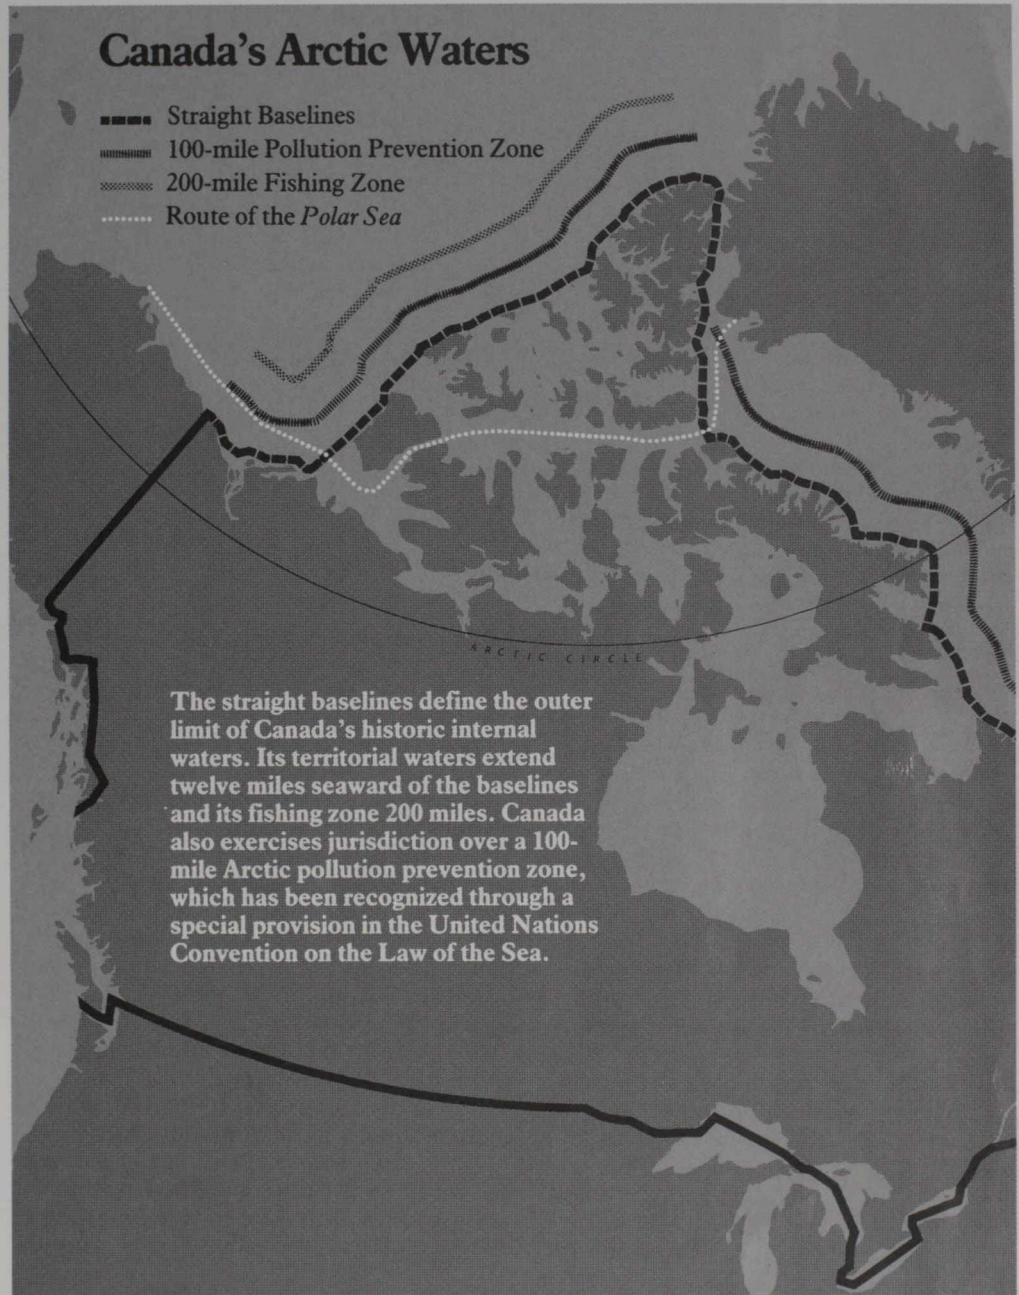 Canada's Arctic Waters
Straight Baselines
100-mile Pollution Prevention Zone
200-mile Fishing Zone
Route of the Polar Sea
ARCTIC CIRCLE
The straight baselines define the outer
limit of Canada's historic internal
waters. Its territorial waters extend
twelve miles seaward of the baselines
and its fishing zone 200 miles. Canada
also exercises jurisdiction over a 100-
mile Arctic pollution prevention zone,
which has been recognized through a
special provision in the United Nations
Convention on the Law of the Sea.